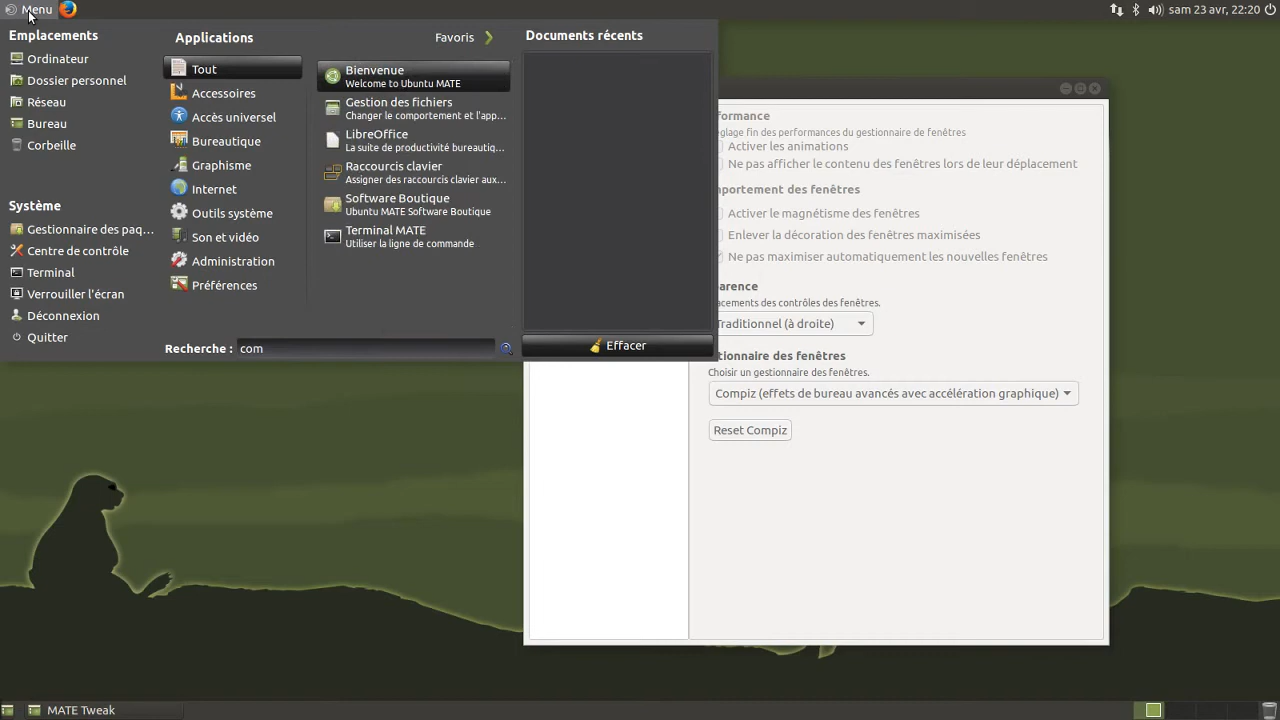 Menu
sam 23 avr, 22:20
Emplacements
Ordinateur
Dossier personnel
Réseau
Bureau
Corbeille
Système
Gestionnaire des paq...
Centre de contrôle
Terminal
Verrouiller l'écran
Déconnexion
Quitter
Applications
Favoris
Tout
Accessoires
Accès universel
Bureautique
Graphisme
Internet
Outils système
Son et vidéo
Administration
Préférences
Bienvenue
Welcome to Ubuntu MATE
Gestion des fichiers
Changer le comportement et l'app...
LibreOffice
La suite de productivité bureautiq...
Raccourcis clavier
Assigner des raccourcis clavier aux...
Software Boutique
Ubuntu MATE Software Boutique
Terminal MATE
Utiliser la ligne de commande
Recherche : com
Documents récents
Effacer
formance
glage fin des performances du gestionnaire de fenêtres
Activer les animations
Ne pas afficher le contenu des fenêtres lors de leur déplacement
portement des fenêtres
Activer le magnétisme des fenêtres
Enlever la décoration des fenêtres maximisées
Ne pas maximiser automatiquement les nouvelles fenêtres
arence
acements des contrôles des fenêtres.
Traditionnel (à droite)
tionnaire des fenêtres
Choisir un gestionnaire des fenêtres.
Compiz (effets de bureau avancés avec accélération graphique)
Reset Compiz
MATE Tweak